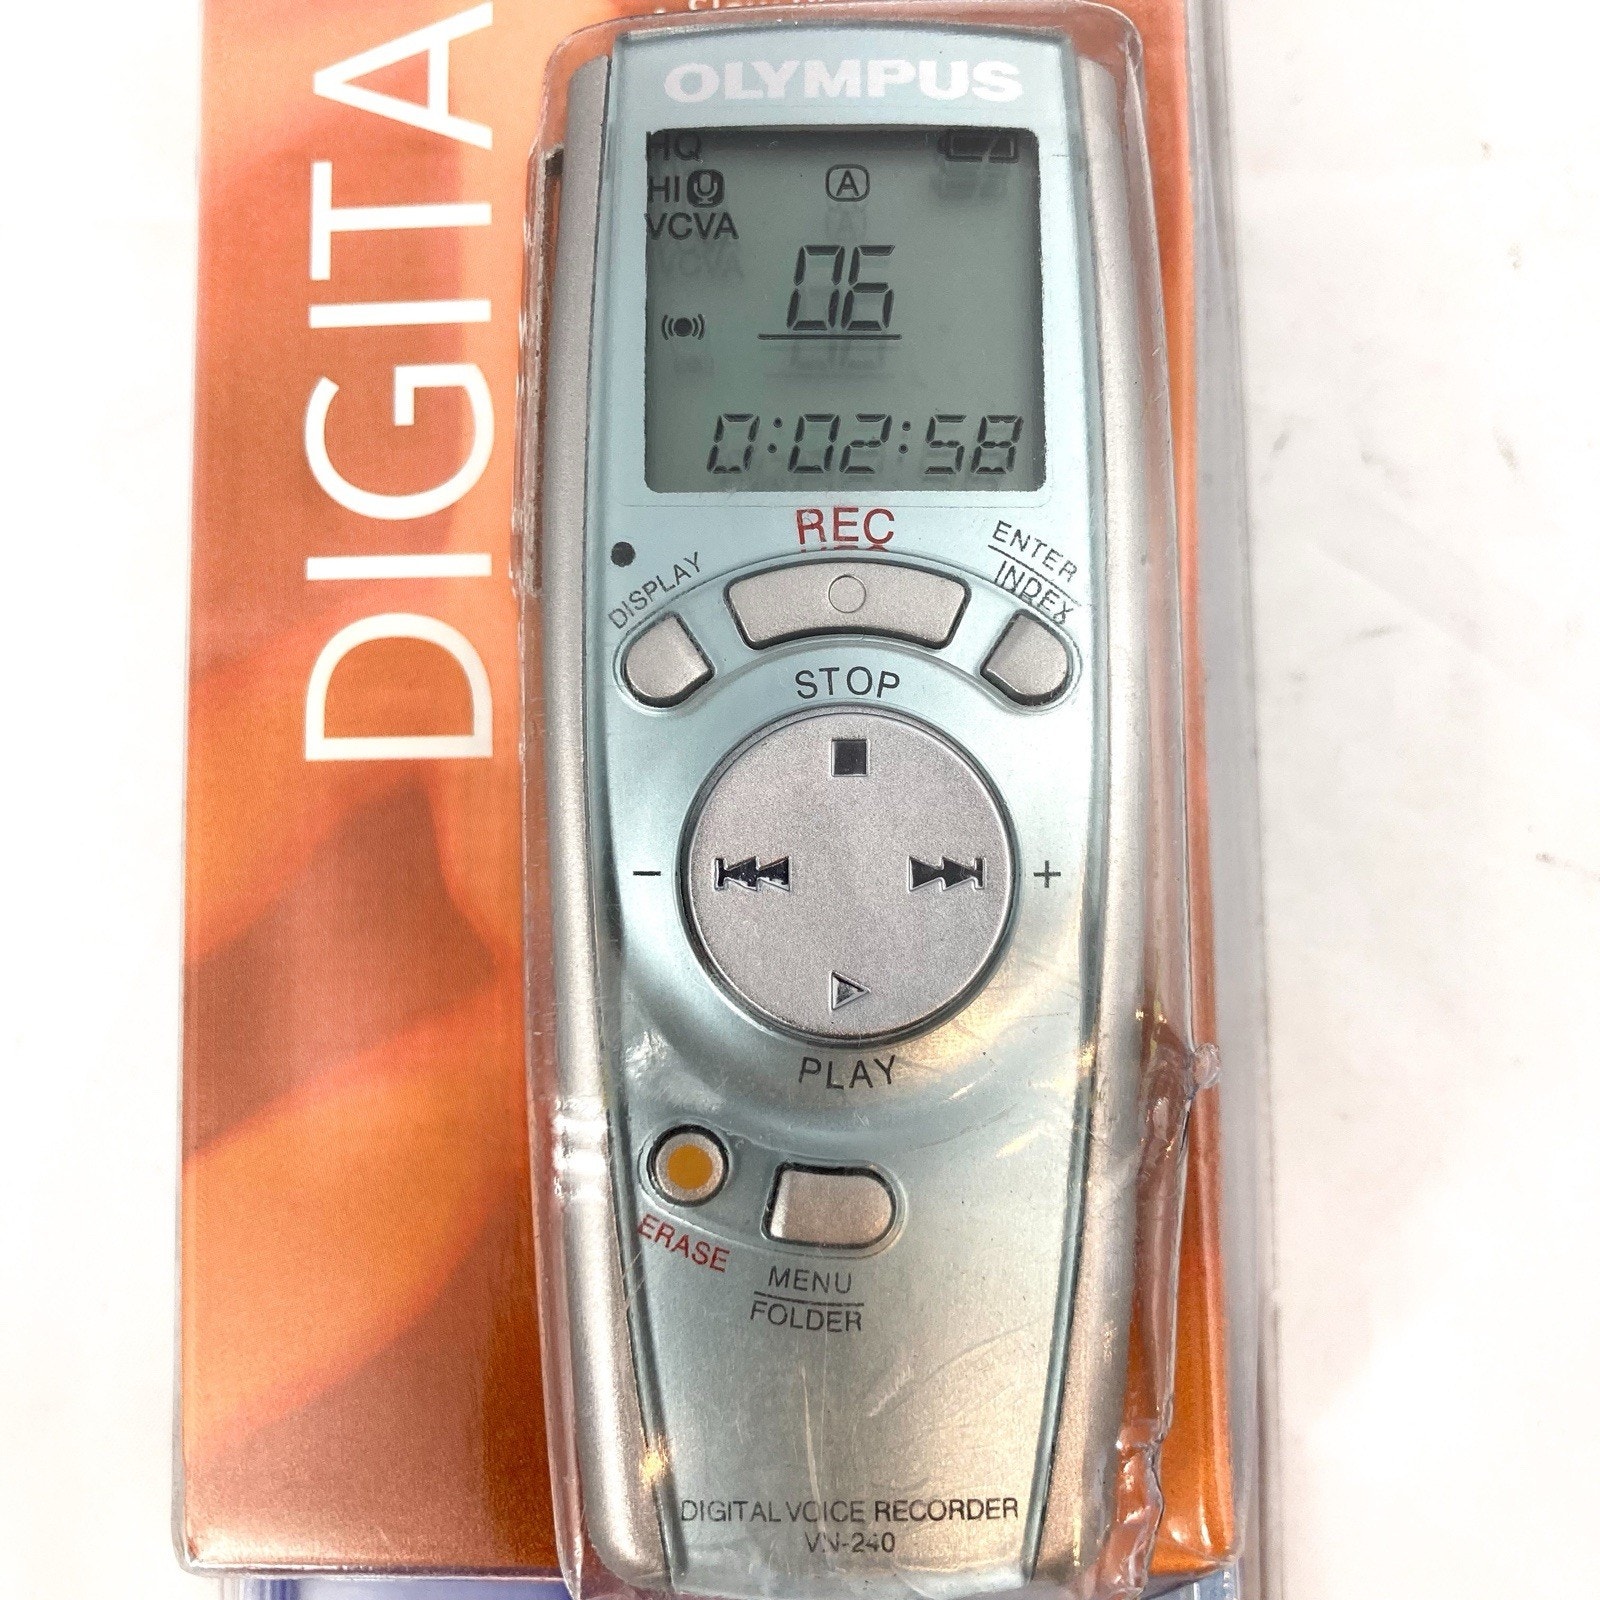 DIGITA
OLYMPUS
HQ
HI
A
VCVA
06
0:02:58
REC
DISPLAY
ENTER
INDEX
STOP
- +
PLAY
ERASE
MENU
FOLDER
DIGITAL VOICE RECORDER
VN-240